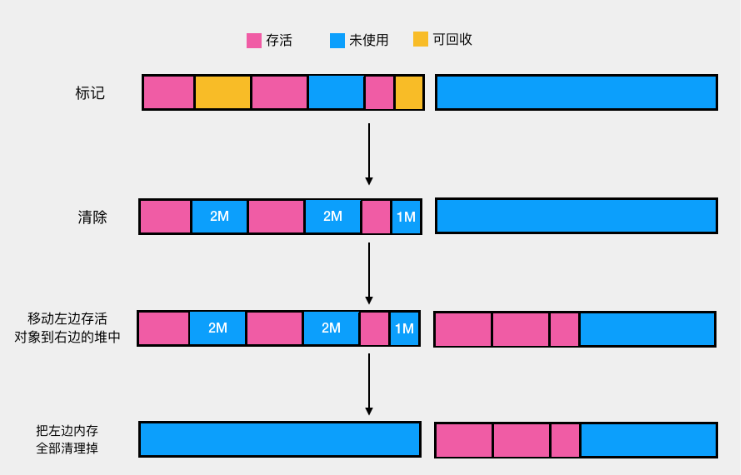 存活 未使用 可回收
标记
清除 2M 2M 1M
移动左边存活
对象到右边的堆中
2M 2M 1M
把左边内存
全部清理掉